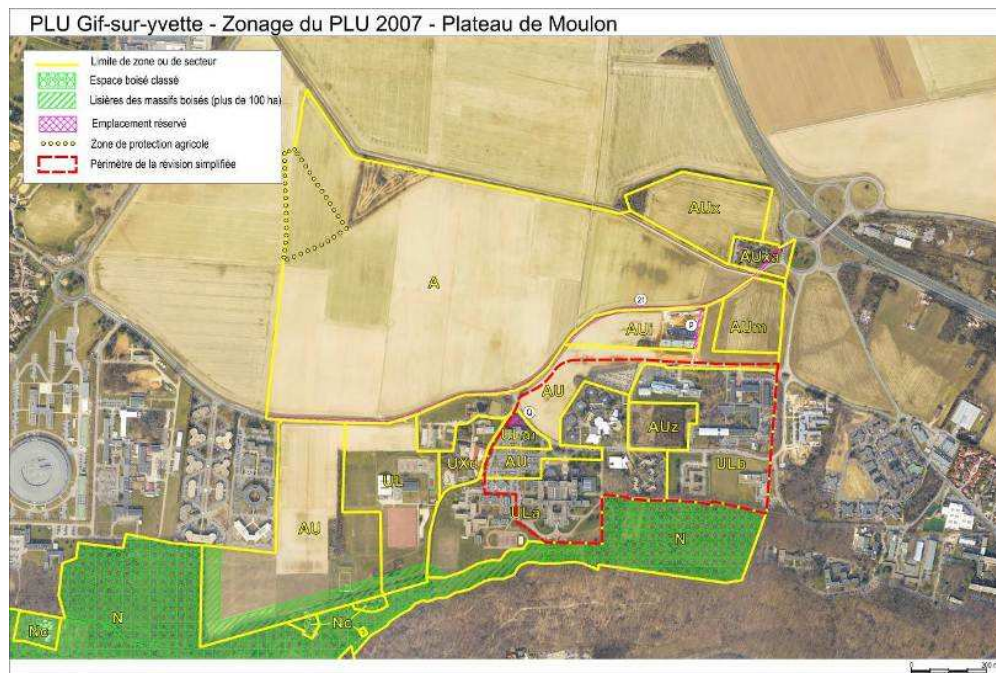 PLU Gif-sur-yvette - Zonage du PLU 2007 - Plateau de Moulon
Limite de zone ou de secteur
Espace boisé classé
Lisières des massifs boisés (plus de 100 ha)
Emplacement réservé
Zone de protection agricole
Périmètre de la révision simplifiée
AUx
AUxa
A
21
AUi
AUm
AU
AUz
AU
UL
ULb
ULa
AU
N
N
Nc
Nc
0